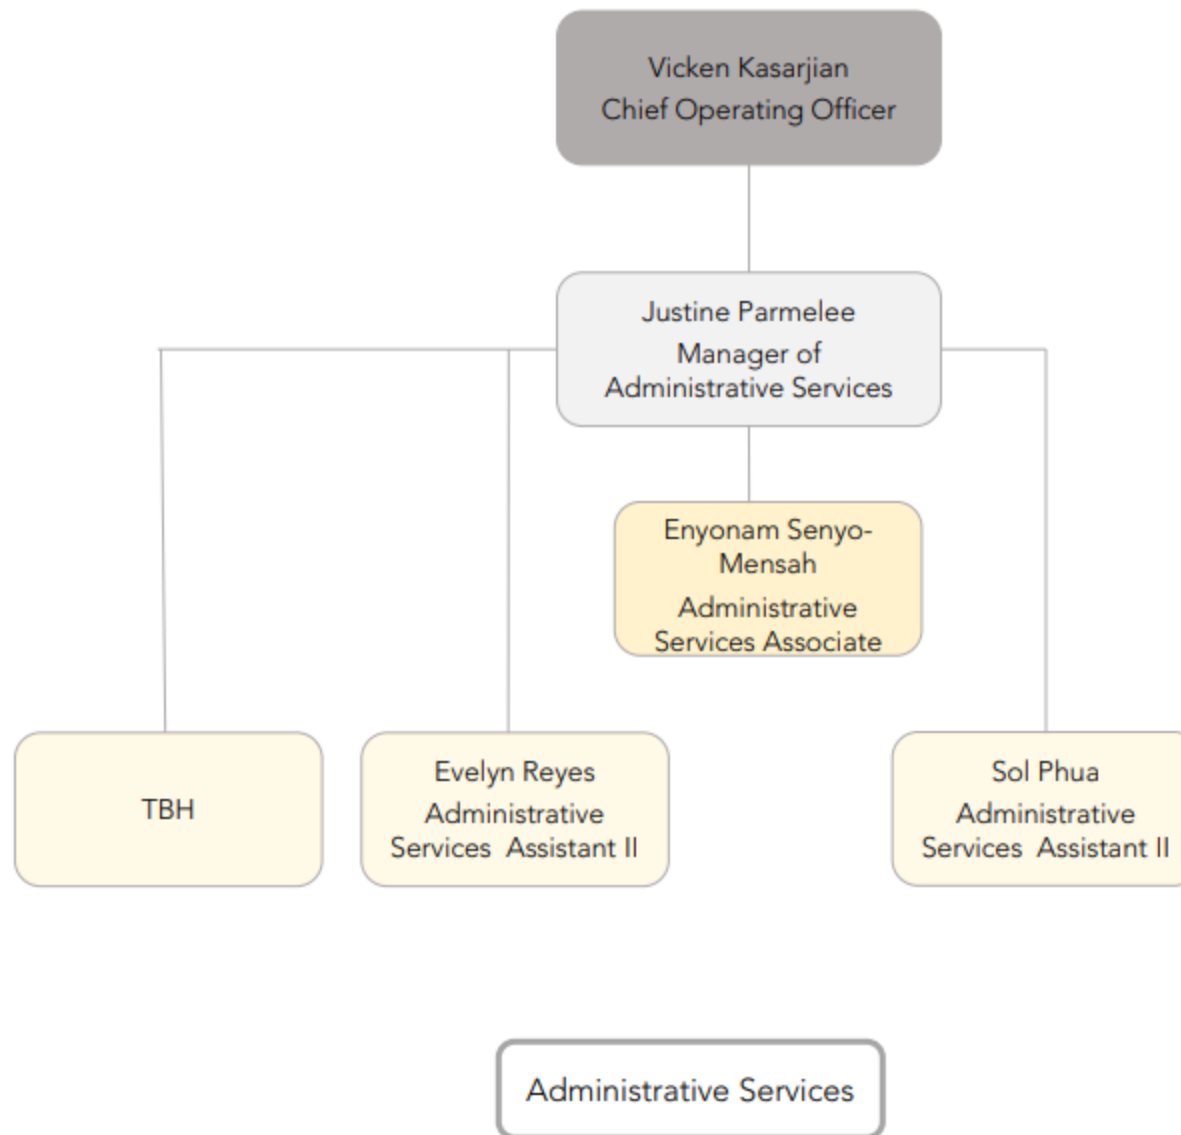 Vicken Kasarjian
Chief Operating Officer
Justine Parmelee
Manager of
Administrative Services
Enyonam Senyo-
Mensah
Administrative
Services Associate
TBH
Evelyn Reyes
Administrative
Services  Assistant II
Sol Phua
Administrative
Services  Assistant II
Administrative Services